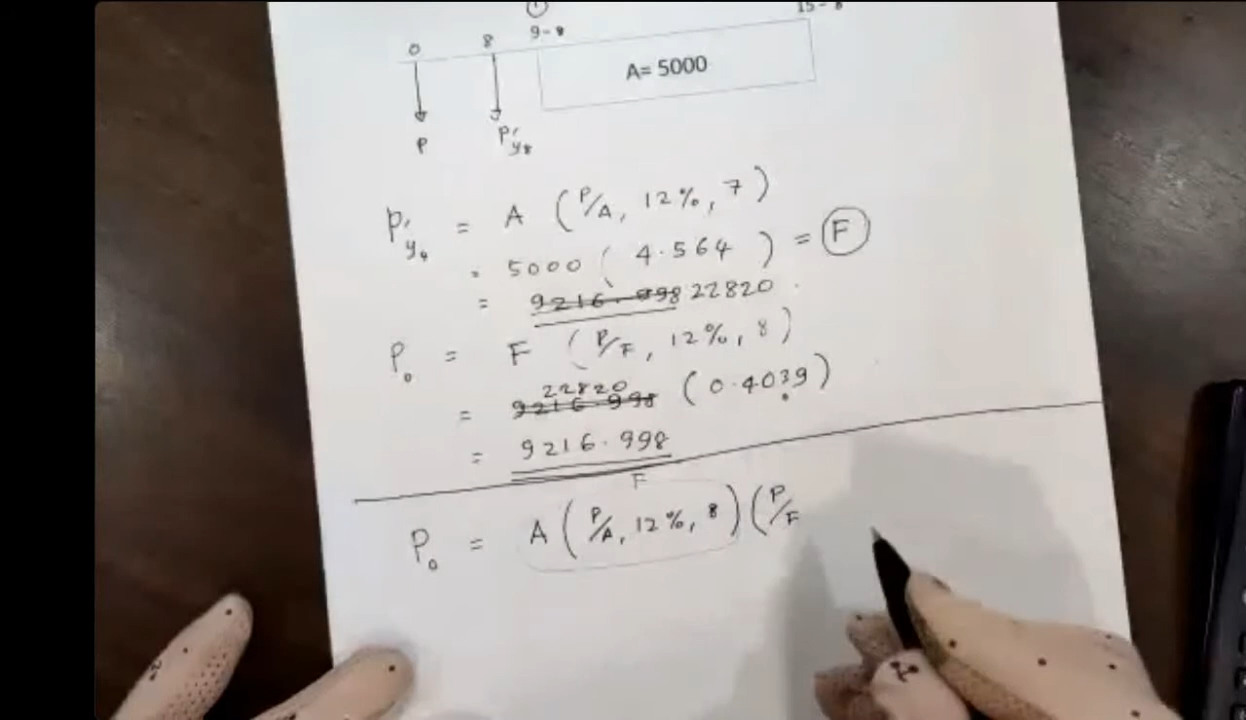 15-8
0 8 9-8
A= 5000
P P'y8
P'y8 = A (P/A, 12%, 7)
= 5000 ( 4.564 ) = F
= 9216.998 22820
P0 = F (P/F, 12%, 8)
22820
= 9216.998 (0.4039)
= 9216.998
F
P0 = A (P/A, 12%, 8) (P/F